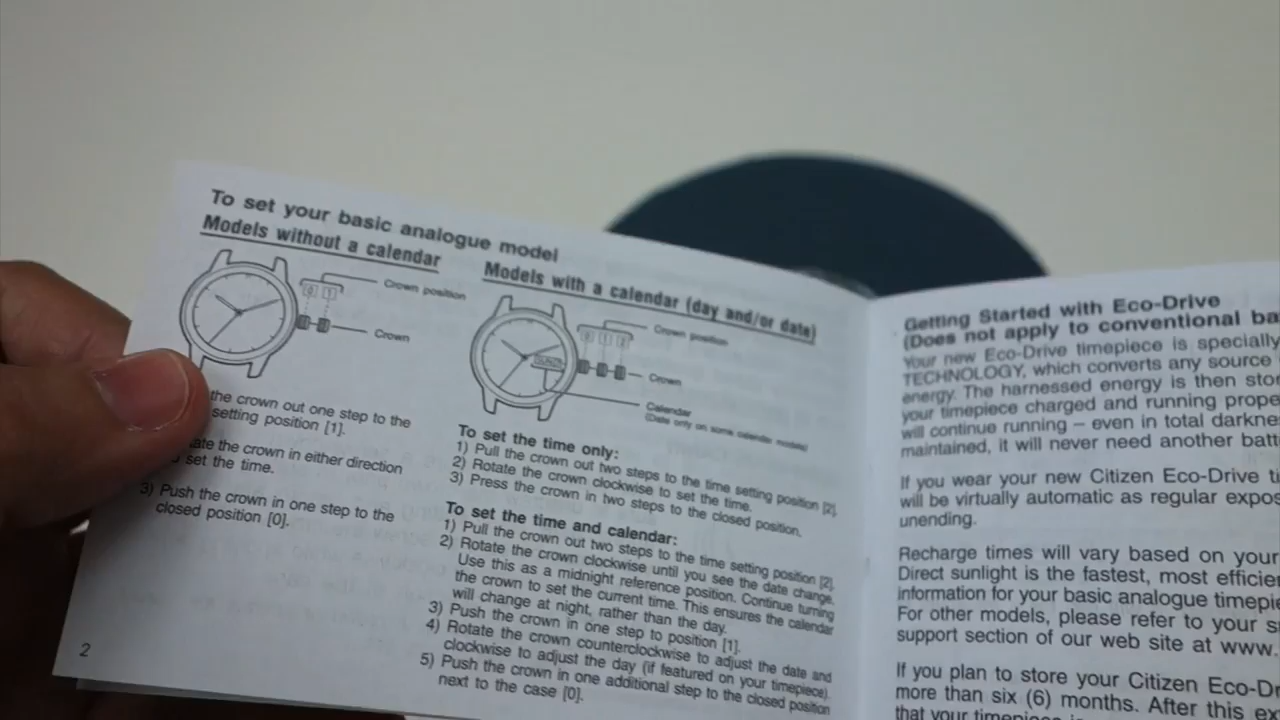 To set your basic analogue model
Models without a calendar
Crown position
0 1
Crown
the crown out one step to the
setting position [1].
ate the crown in either direction
set the time.
3) Push the crown in one step to the
closed position [0].
2
Models with a calendar (day and/or date)
Crown position
0 1 2
Crown
Calendar
(Date only on some calendar models)
To set the time only:
1) Pull the crown out two steps to the time setting position [2].
2) Rotate the crown clockwise to set the time.
3) Press the crown in two steps to the closed position.
To set the time and calendar:
1) Pull the crown out two steps to the time setting position [2].
2) Rotate the crown clockwise until you see the date change.
Use this as a midnight reference position. Continue turning
the crown to set the current time. This ensures the calendar
will change at night, rather than the day.
3) Push the crown in one step to position [1].
4) Rotate the crown counterclockwise to adjust the date and
clockwise to adjust the day (if featured on your timepiece).
5) Push the crown in one additional step to the closed position
next to the case [0].
Getting Started with Eco-Drive
(Does not apply to conventional ba
Your new Eco-Drive timepiece is specially
TECHNOLOGY, which converts any source
energy. The harnessed energy is then stor
your timepiece charged and running prope
will continue running – even in total darkne
maintained, it will never need another batt
If you wear your new Citizen Eco-Drive ti
will be virtually automatic as regular expos
unending.
Recharge times will vary based on your
Direct sunlight is the fastest, most efficien
information for your basic analogue timepi
For other models, please refer to your s
support section of our web site at www.
If you plan to store your Citizen Eco-Dr
more than six (6) months. After this ex
that your timepiece